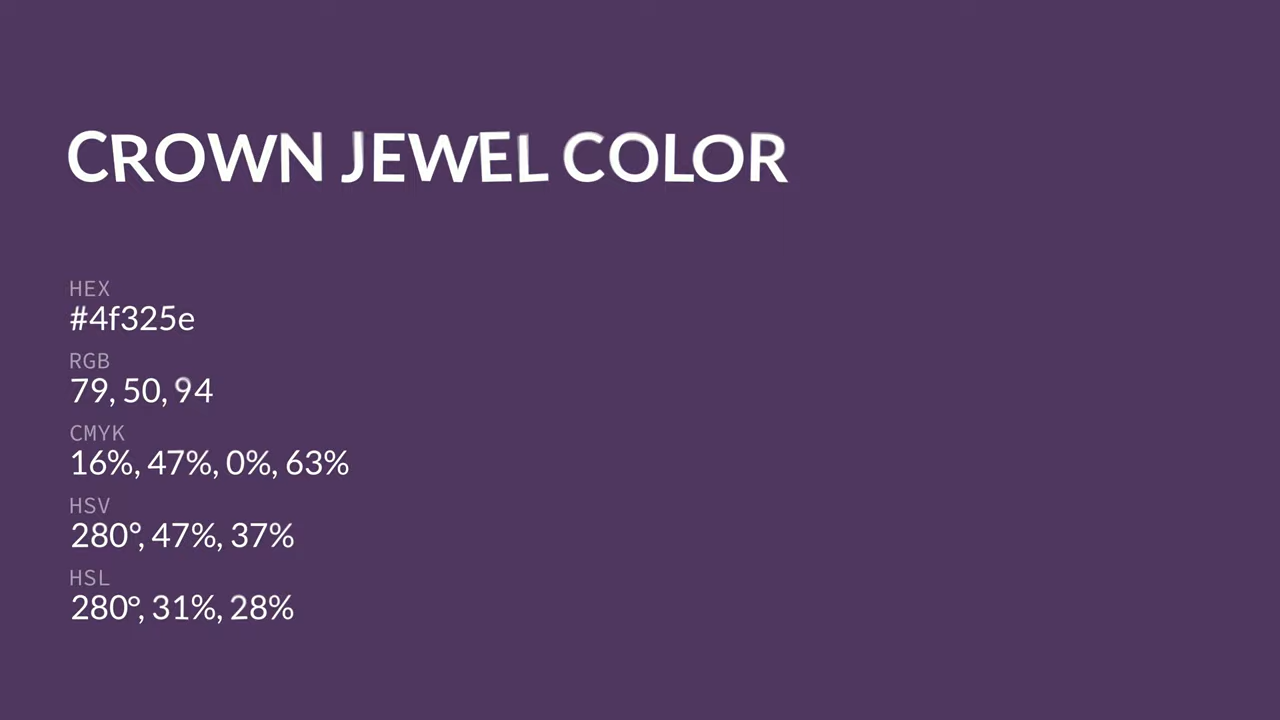 CROWN JEWEL COLOR
HEX
#4f325e
RGB
79, 50, 94
CMYK
16%, 47%, 0%, 63%
HSV
280°, 47%, 37%
HSL
280°, 31%, 28%